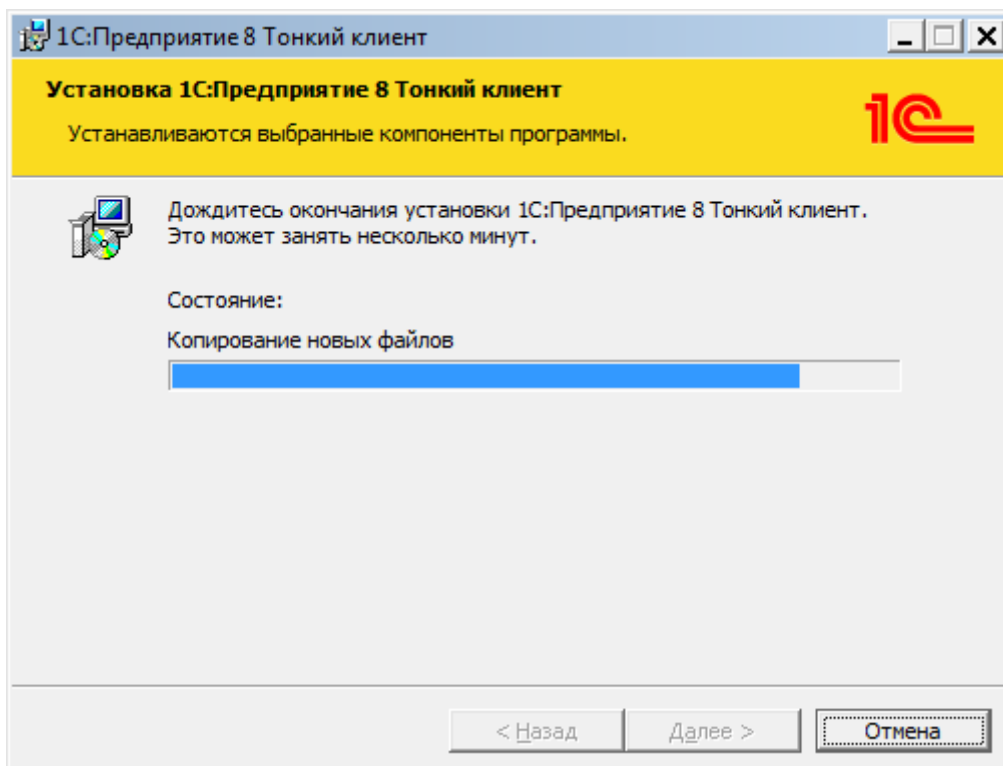 1С:Предприятие 8 Тонкий клиент
Установка 1С:Предприятие 8 Тонкий клиент
Устанавливаются выбранные компоненты программы.
1С
Дождитесь окончания установки 1С:Предприятие 8 Тонкий клиент.
Это может занять несколько минут.
Состояние:
Копирование новых файлов
< Назад
Далее >
Отмена